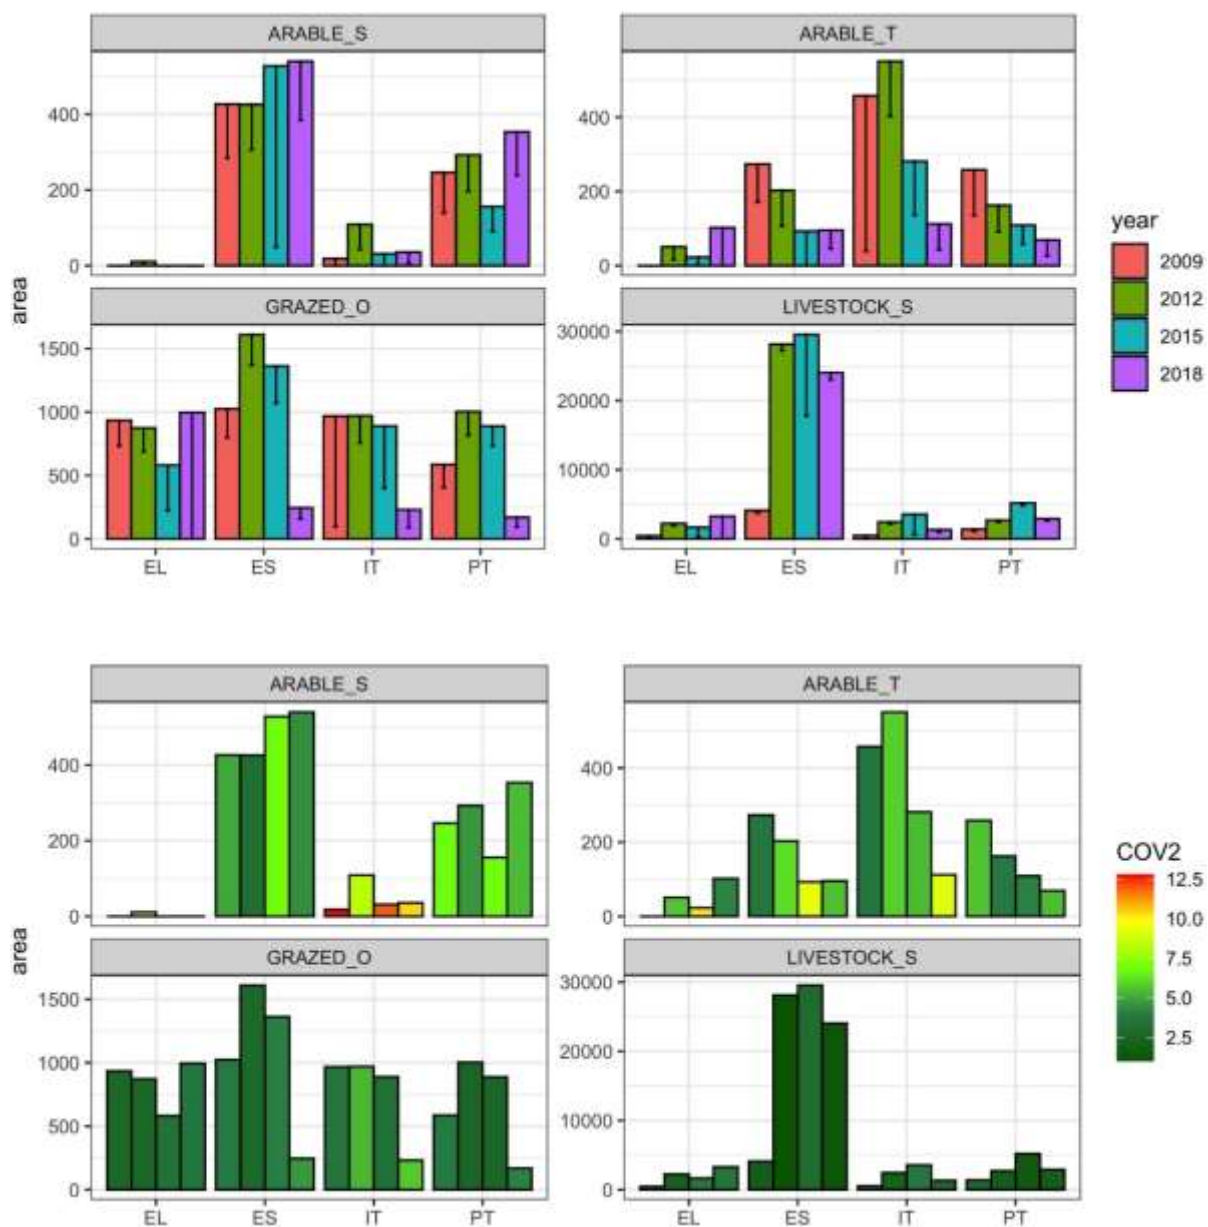 ARABLE_S
ARABLE_T
400
200
0
400
200
0
GRAZED_O
LIVESTOCK_S
1500
1000
500
0
30000
20000
10000
0
EL ES IT PT
EL ES IT PT
area
year
2009
2012
2015
2018
ARABLE_S
ARABLE_T
400
200
0
400
200
0
GRAZED_O
LIVESTOCK_S
1500
1000
500
0
30000
20000
10000
0
EL ES IT PT
EL ES IT PT
area
COV2
12.5
10.0
7.5
5.0
2.5